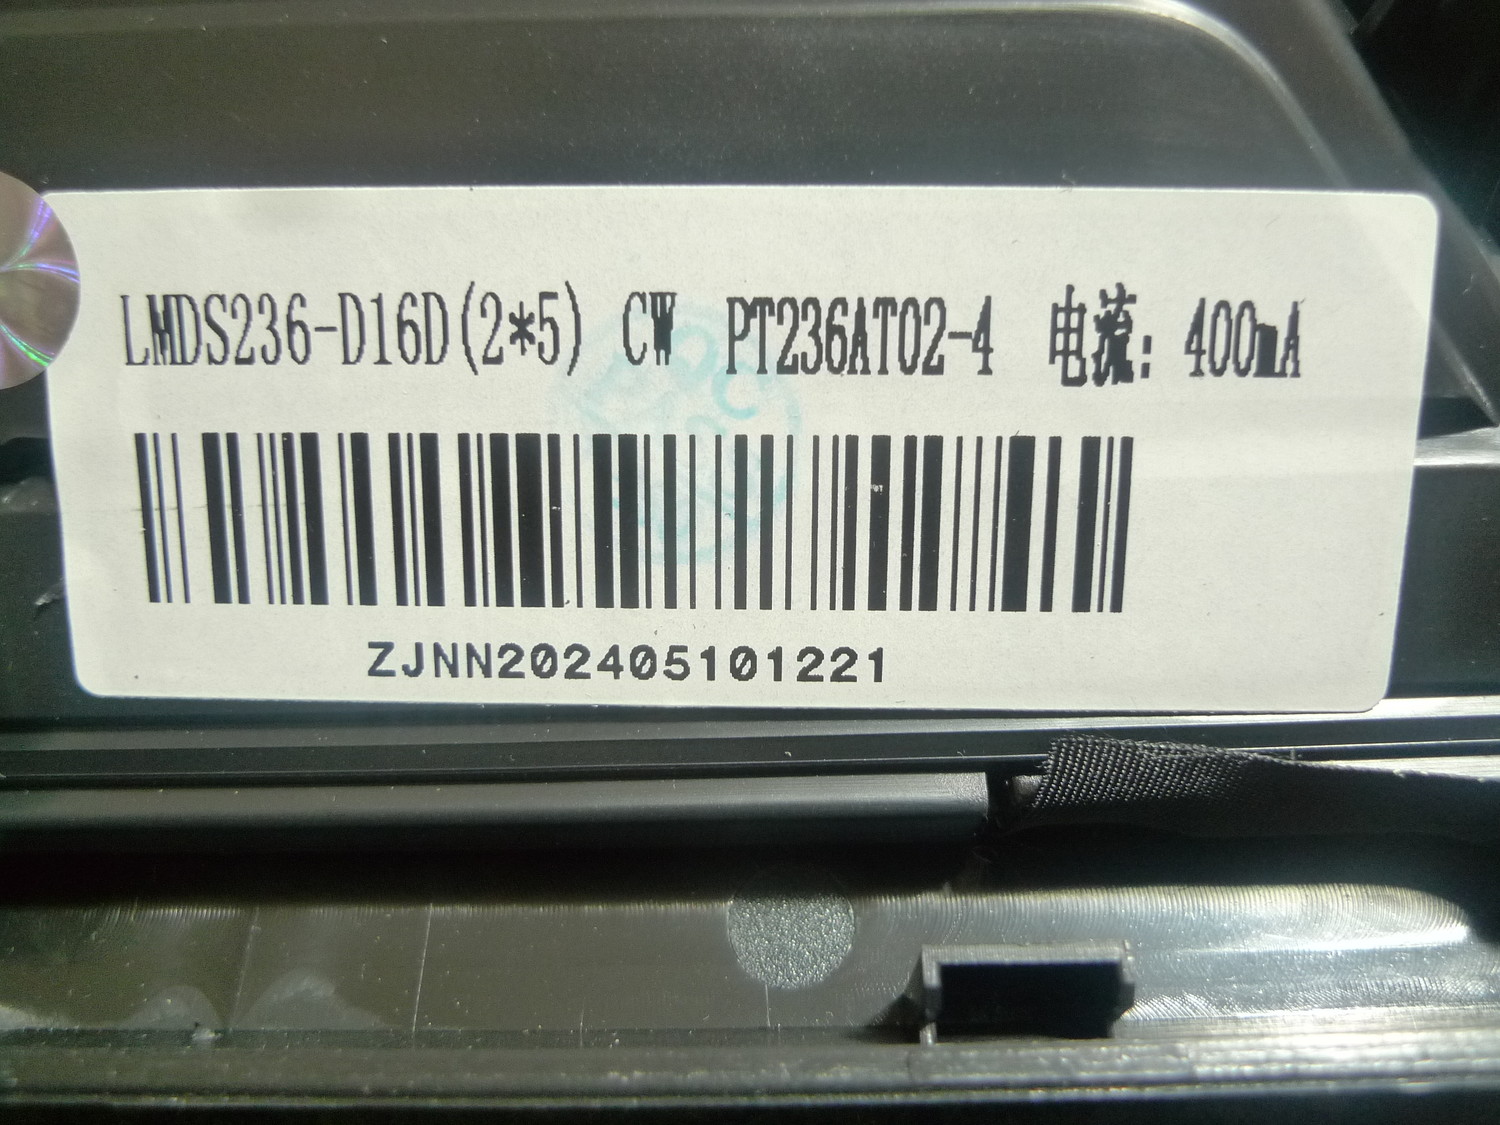 LMDS236-D16D(2*5) CW PT236AT02-4 电流: 400mA
ZJNN202405101221